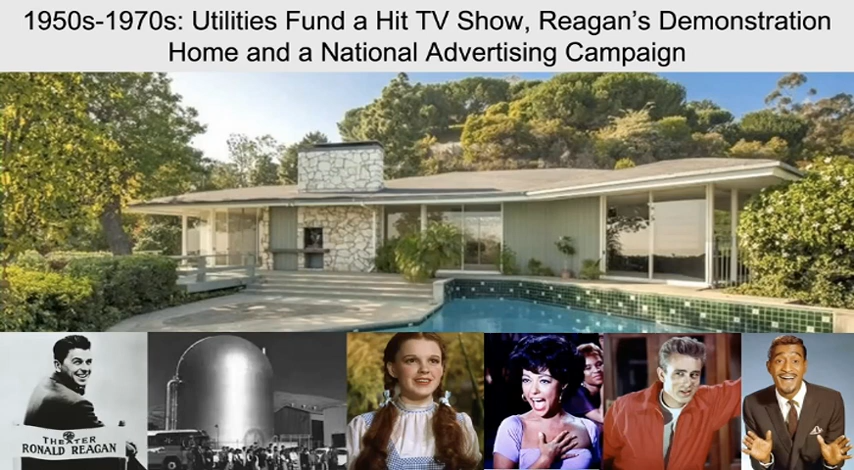 1950s-1970s: Utilities Fund a Hit TV Show, Reagan’s Demonstration
Home and a National Advertising Campaign
THEATER
RONALD REAGAN